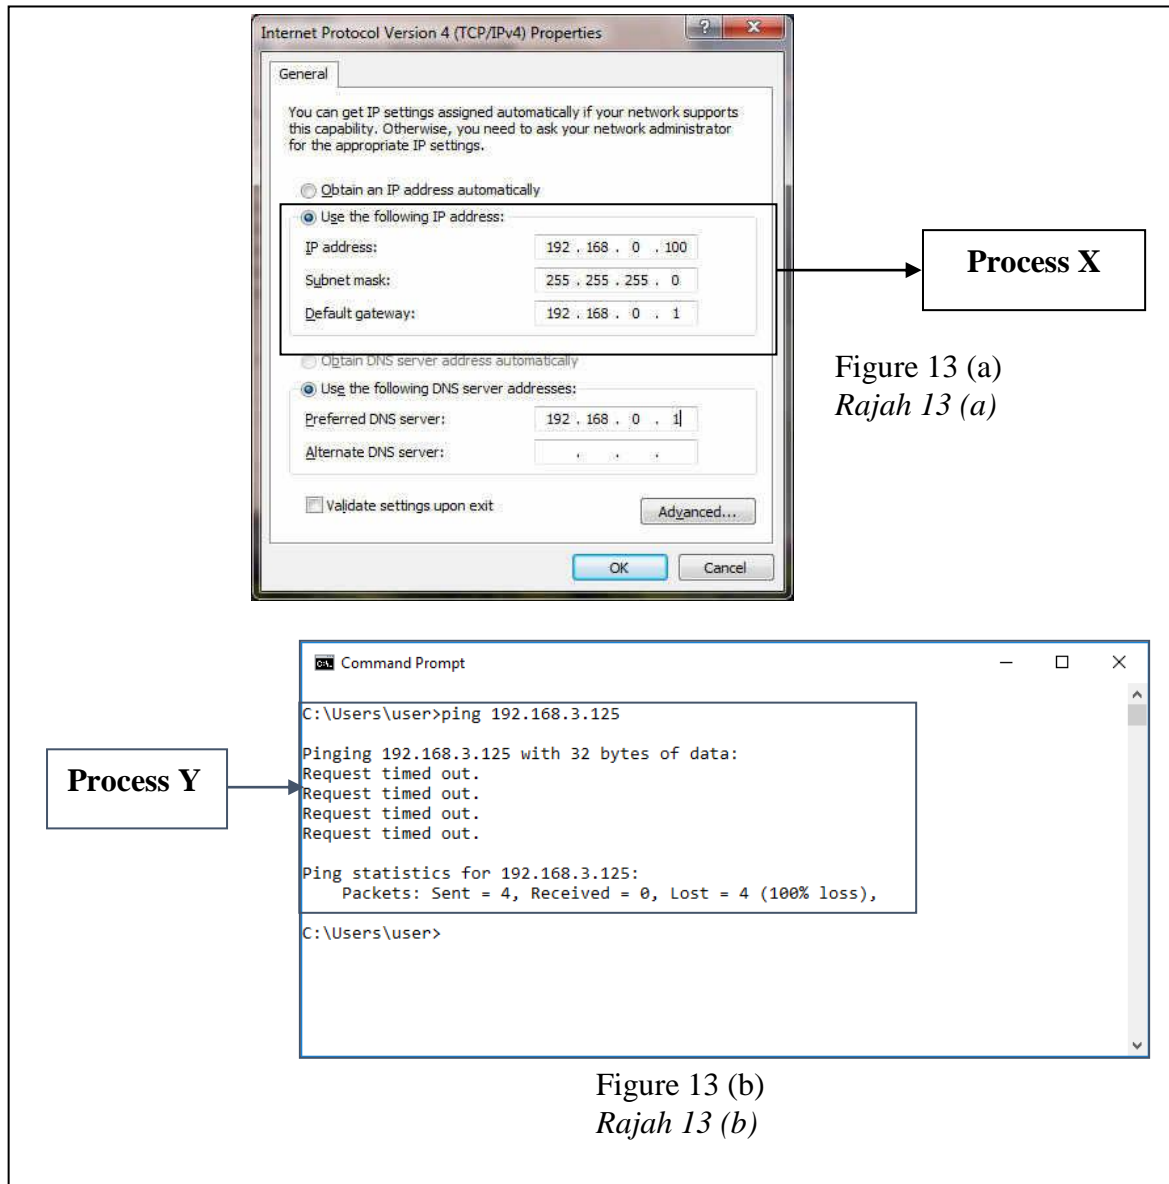 Internet Protocol Version 4 (TCP/IPv4) Properties
General
You can get IP settings assigned automatically if your network supports
this capability. Otherwise, you need to ask your network administrator
for the appropriate IP settings.
Obtain an IP address automatically
Use the following IP address:
IP address: 192 . 168 . 0 . 100
Subnet mask: 255 . 255 . 255 . 0
Default gateway: 192 . 168 . 0 . 1
Process X
Obtain DNS server address automatically
Use the following DNS server addresses:
Preferred DNS server: 192 . 168 . 0 . 1
Alternate DNS server: . . .
Validate settings upon exit
Advanced...
OK Cancel
Figure 13 (a)
Rajah 13 (a)
Command Prompt
C:\Users\user>ping 192.168.3.125
Pinging 192.168.3.125 with 32 bytes of data:
Request timed out.
Request timed out.
Request timed out.
Request timed out.
Ping statistics for 192.168.3.125:
Packets: Sent = 4, Received = 0, Lost = 4 (100% loss),
C:\Users\user>
Process Y
Figure 13 (b)
Rajah 13 (b)